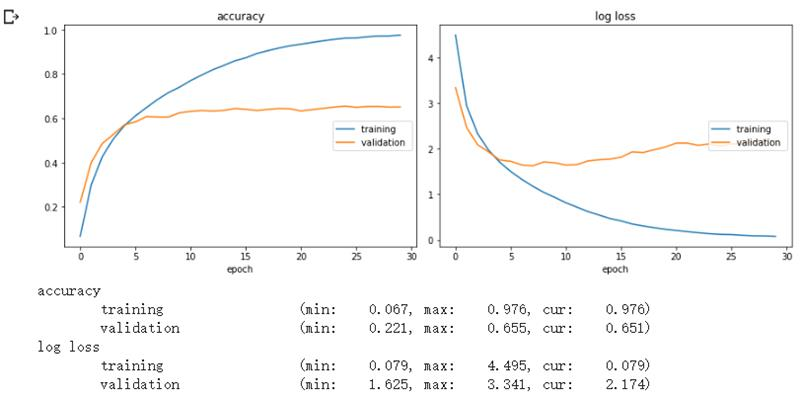 accuracy
log loss
1.0
0.8
0.6
0.4
0.2
training
validation
0 5 10 15 20 25 30
epoch
4
3
2
1
0
training
validation
0 5 10 15 20 25 30
epoch
accuracy
training (min: 0.067, max: 0.976, cur: 0.976)
validation (min: 0.221, max: 0.655, cur: 0.651)
log loss
training (min: 0.079, max: 4.495, cur: 0.079)
validation (min: 1.625, max: 3.341, cur: 2.174)